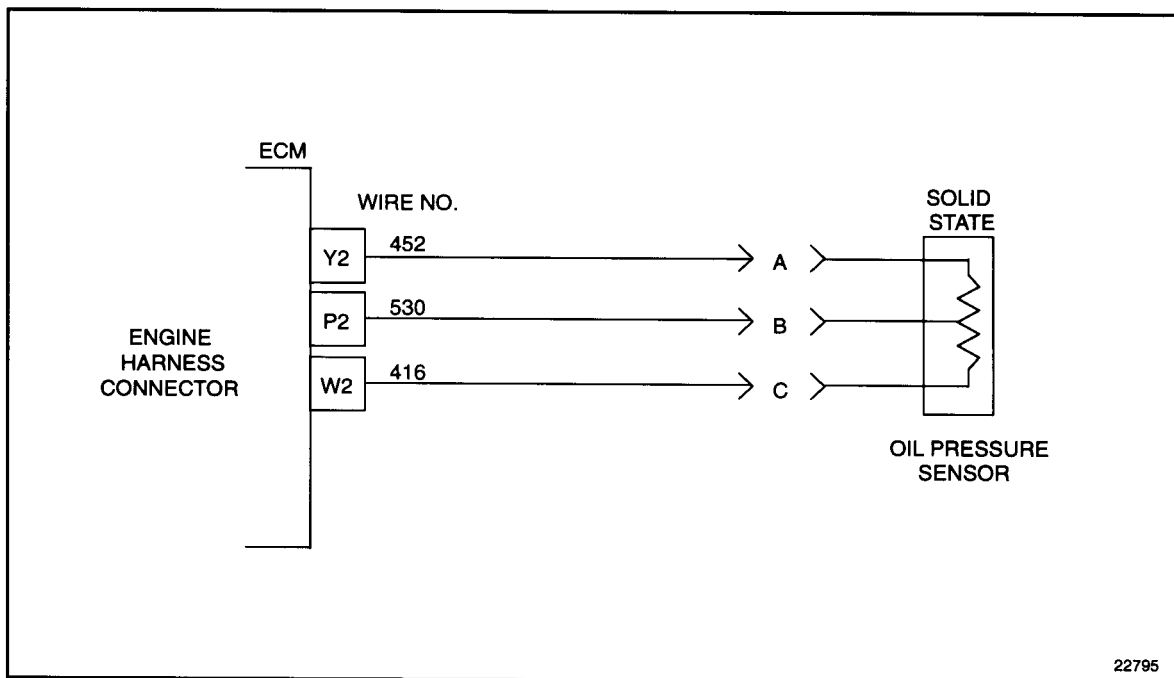 ECM
WIRE NO.
SOLID
STATE
Y2 452 A
P2 530 B
W2 416 C
ENGINE
HARNESS
CONNECTOR
OIL PRESSURE
SENSOR
22795